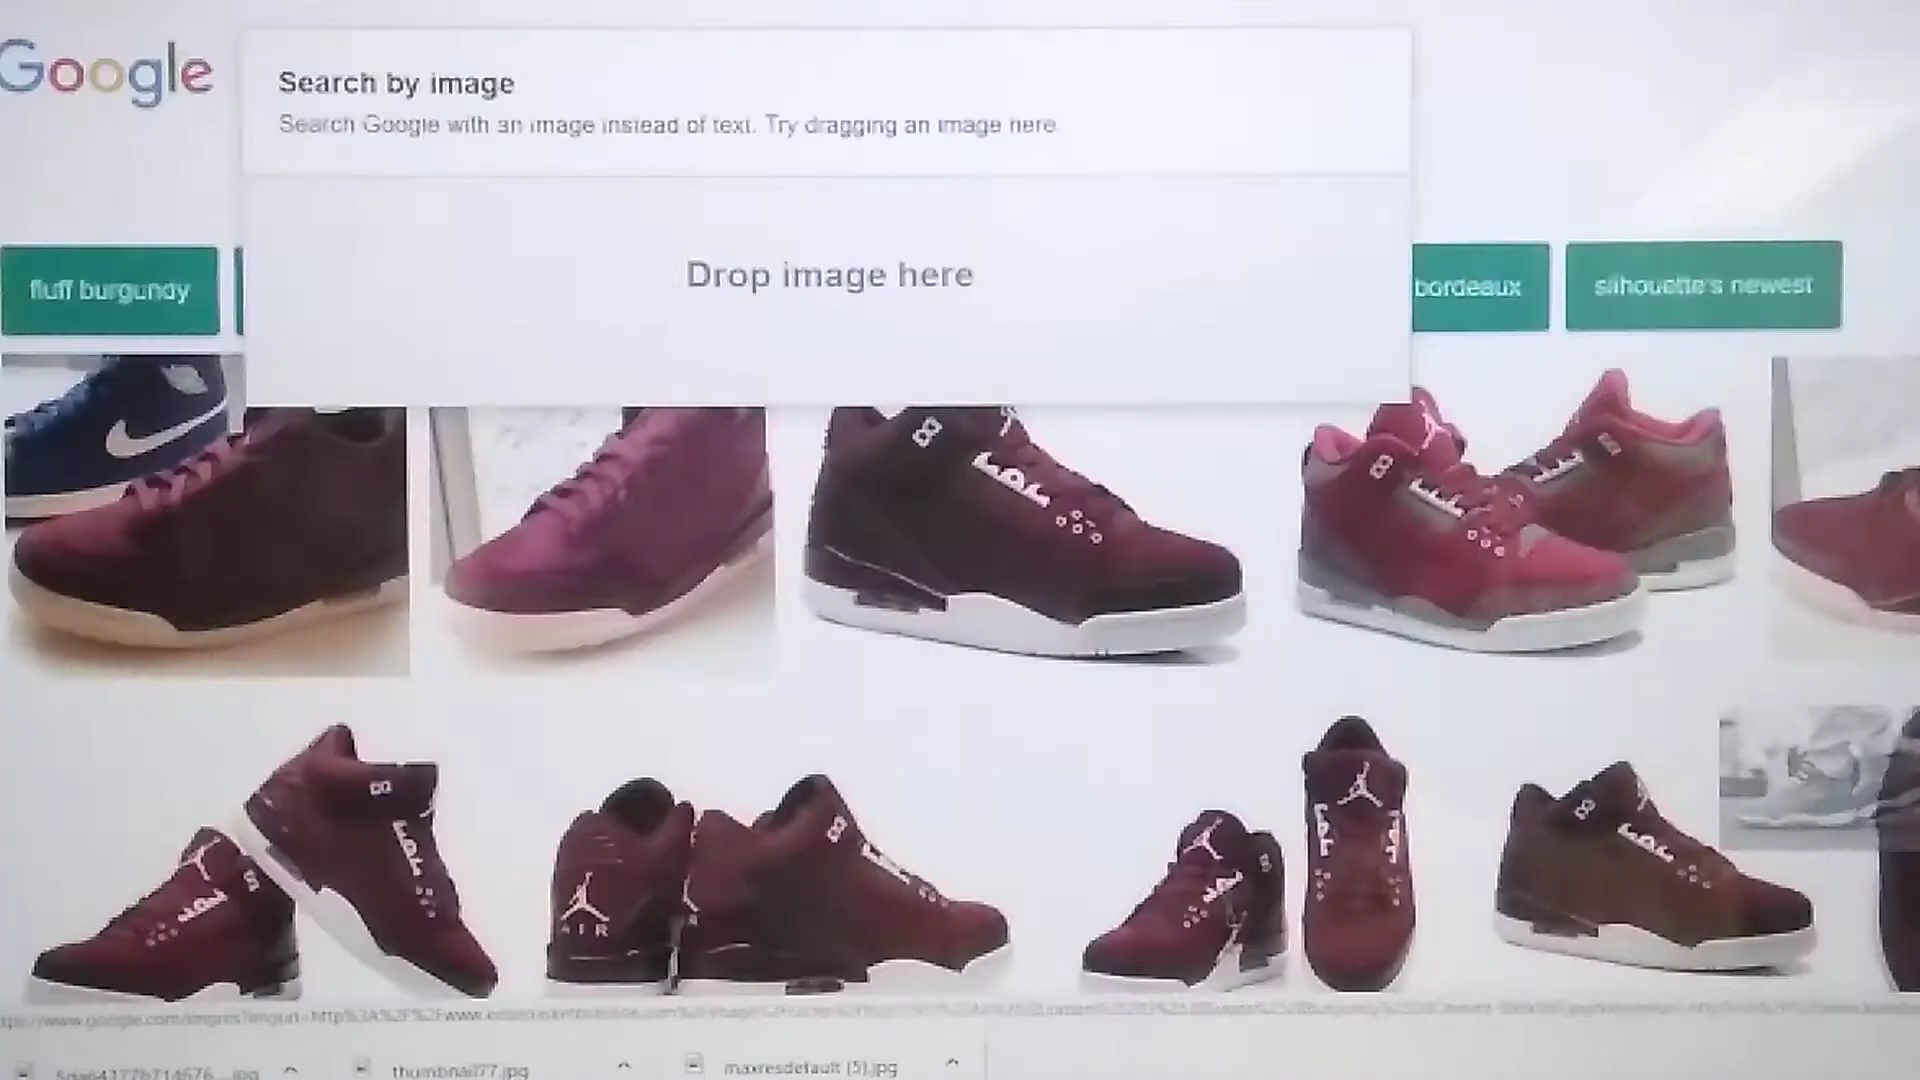 Google
Search by image
Search Google with an image instead of text. Try dragging an image here.
Drop image here
fluff burgundy
bordeaux
silhouette's newest
AIR
thumbnail77.jpg
maxresdefault (5).jpg